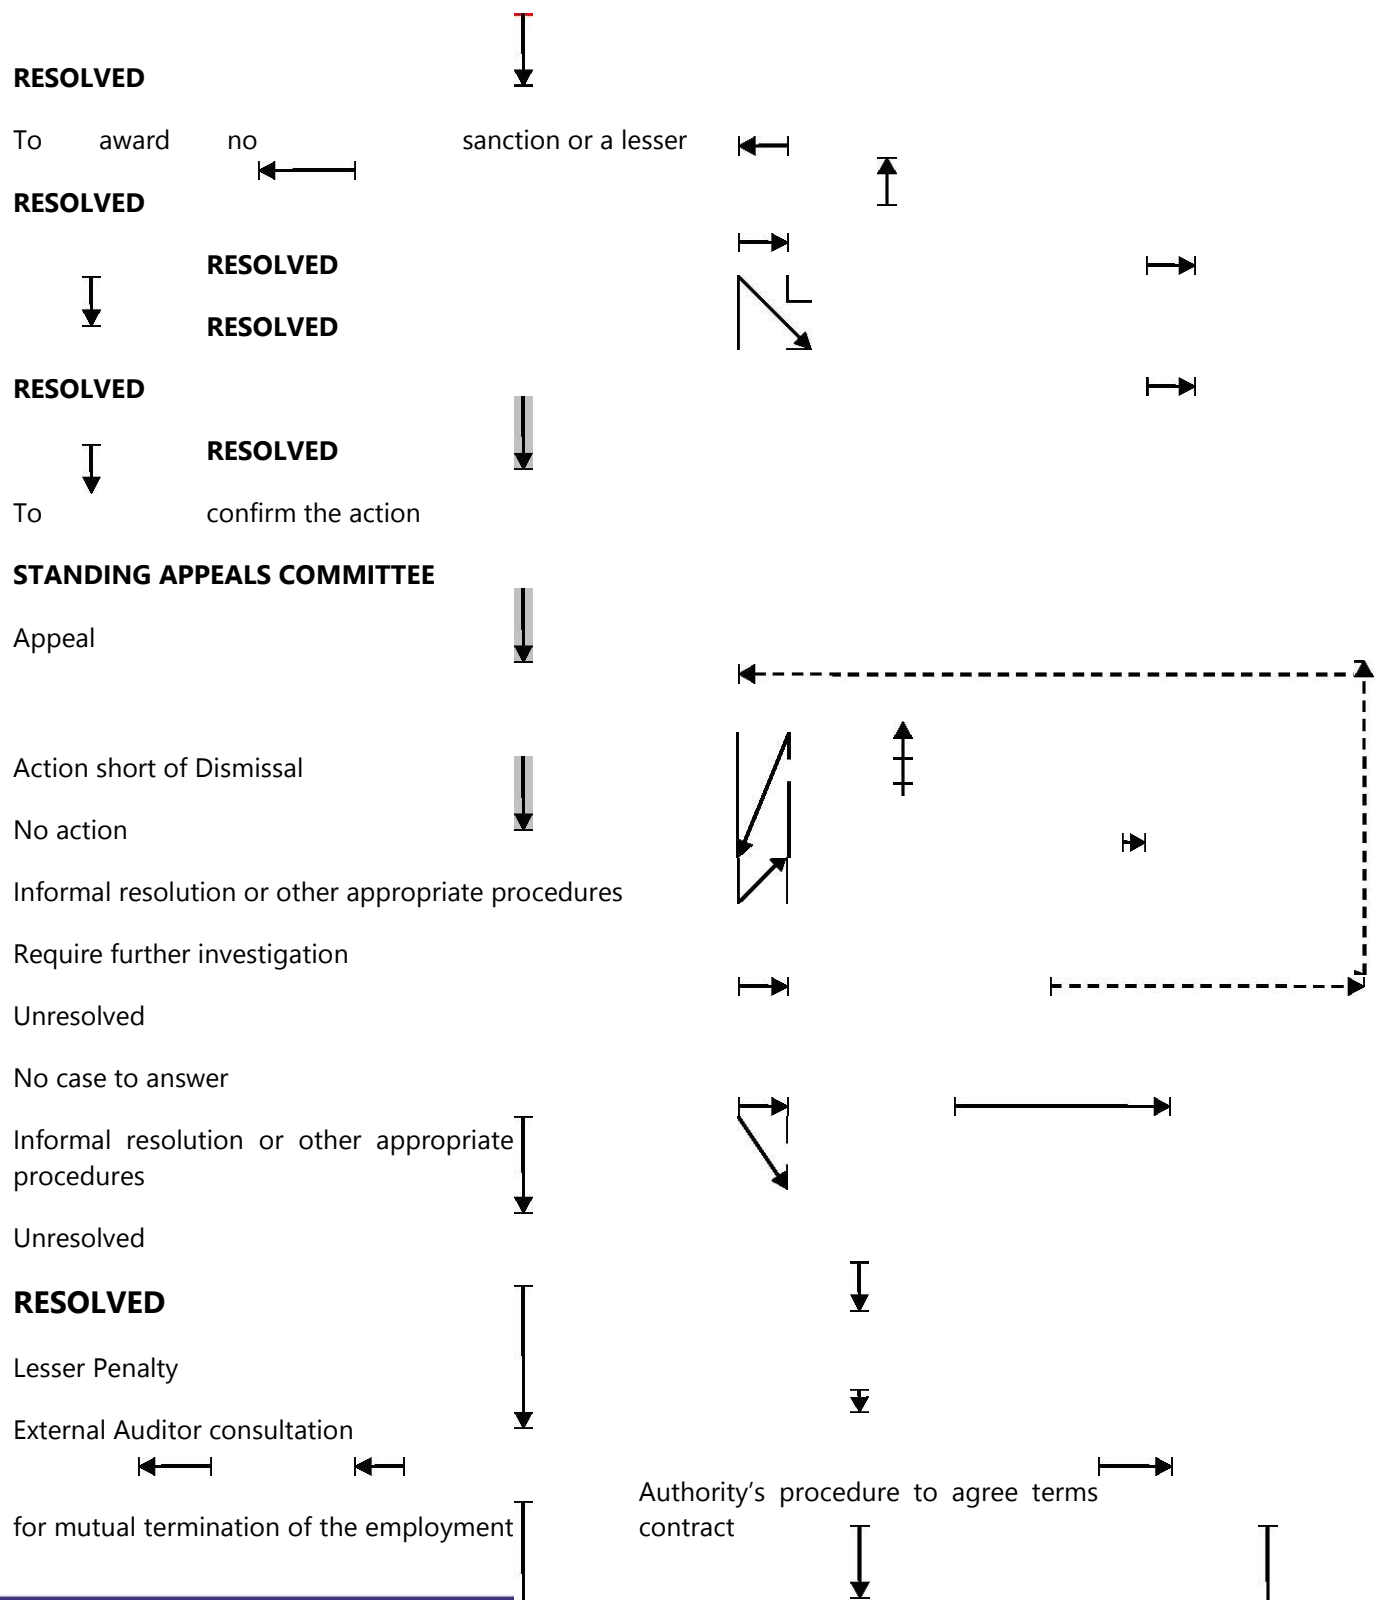 RESOLVED
To award no sanction or a lesser
RESOLVED
RESOLVED
RESOLVED
RESOLVED
RESOLVED
To confirm the action
STANDING APPEALS COMMITTEE
Appeal
Action short of Dismissal
No action
Informal resolution or other appropriate procedures
Require further investigation
Unresolved
No case to answer
Informal resolution or other appropriate
procedures
Unresolved
RESOLVED
Lesser Penalty
External Auditor consultation
Authority’s procedure to agree terms
for mutual termination of the employment contract